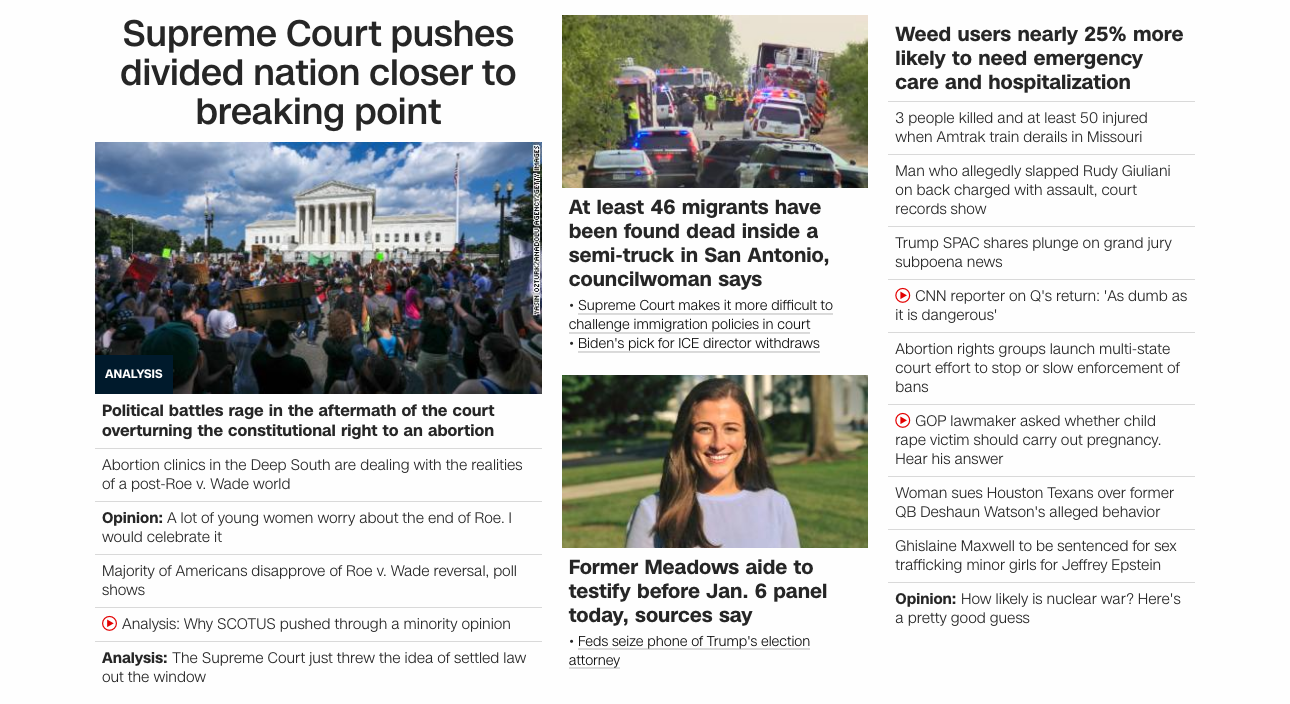 Supreme Court pushes
divided nation closer to
breaking point
YASIN OZTURK/ANADOLU AGENCY/GETTY IMAGES
ANALYSIS
Political battles rage in the aftermath of the court
overturning the constitutional right to an abortion
Abortion clinics in the Deep South are dealing with the realities
of a post-Roe v. Wade world
Opinion: A lot of young women worry about the end of Roe. I
would celebrate it
Majority of Americans disapprove of Roe v. Wade reversal, poll
shows
Analysis: Why SCOTUS pushed through a minority opinion
Analysis: The Supreme Court just threw the idea of settled law
out the window
At least 46 migrants have
been found dead inside a
semi-truck in San Antonio,
councilwoman says
• Supreme Court makes it more difficult to
challenge immigration policies in court
• Biden's pick for ICE director withdraws
Former Meadows aide to
testify before Jan. 6 panel
today, sources say
• Feds seize phone of Trump's election
attorney
Weed users nearly 25% more
likely to need emergency
care and hospitalization
3 people killed and at least 50 injured
when Amtrak train derails in Missouri
Man who allegedly slapped Rudy Giuliani
on back charged with assault, court
records show
Trump SPAC shares plunge on grand jury
subpoena news
CNN reporter on Q's return: 'As dumb as
it is dangerous'
Abortion rights groups launch multi-state
court effort to stop or slow enforcement of
bans
GOP lawmaker asked whether child
rape victim should carry out pregnancy.
Hear his answer
Woman sues Houston Texans over former
QB Deshaun Watson's alleged behavior
Ghislaine Maxwell to be sentenced for sex
trafficking minor girls for Jeffrey Epstein
Opinion: How likely is nuclear war? Here's
a pretty good guess